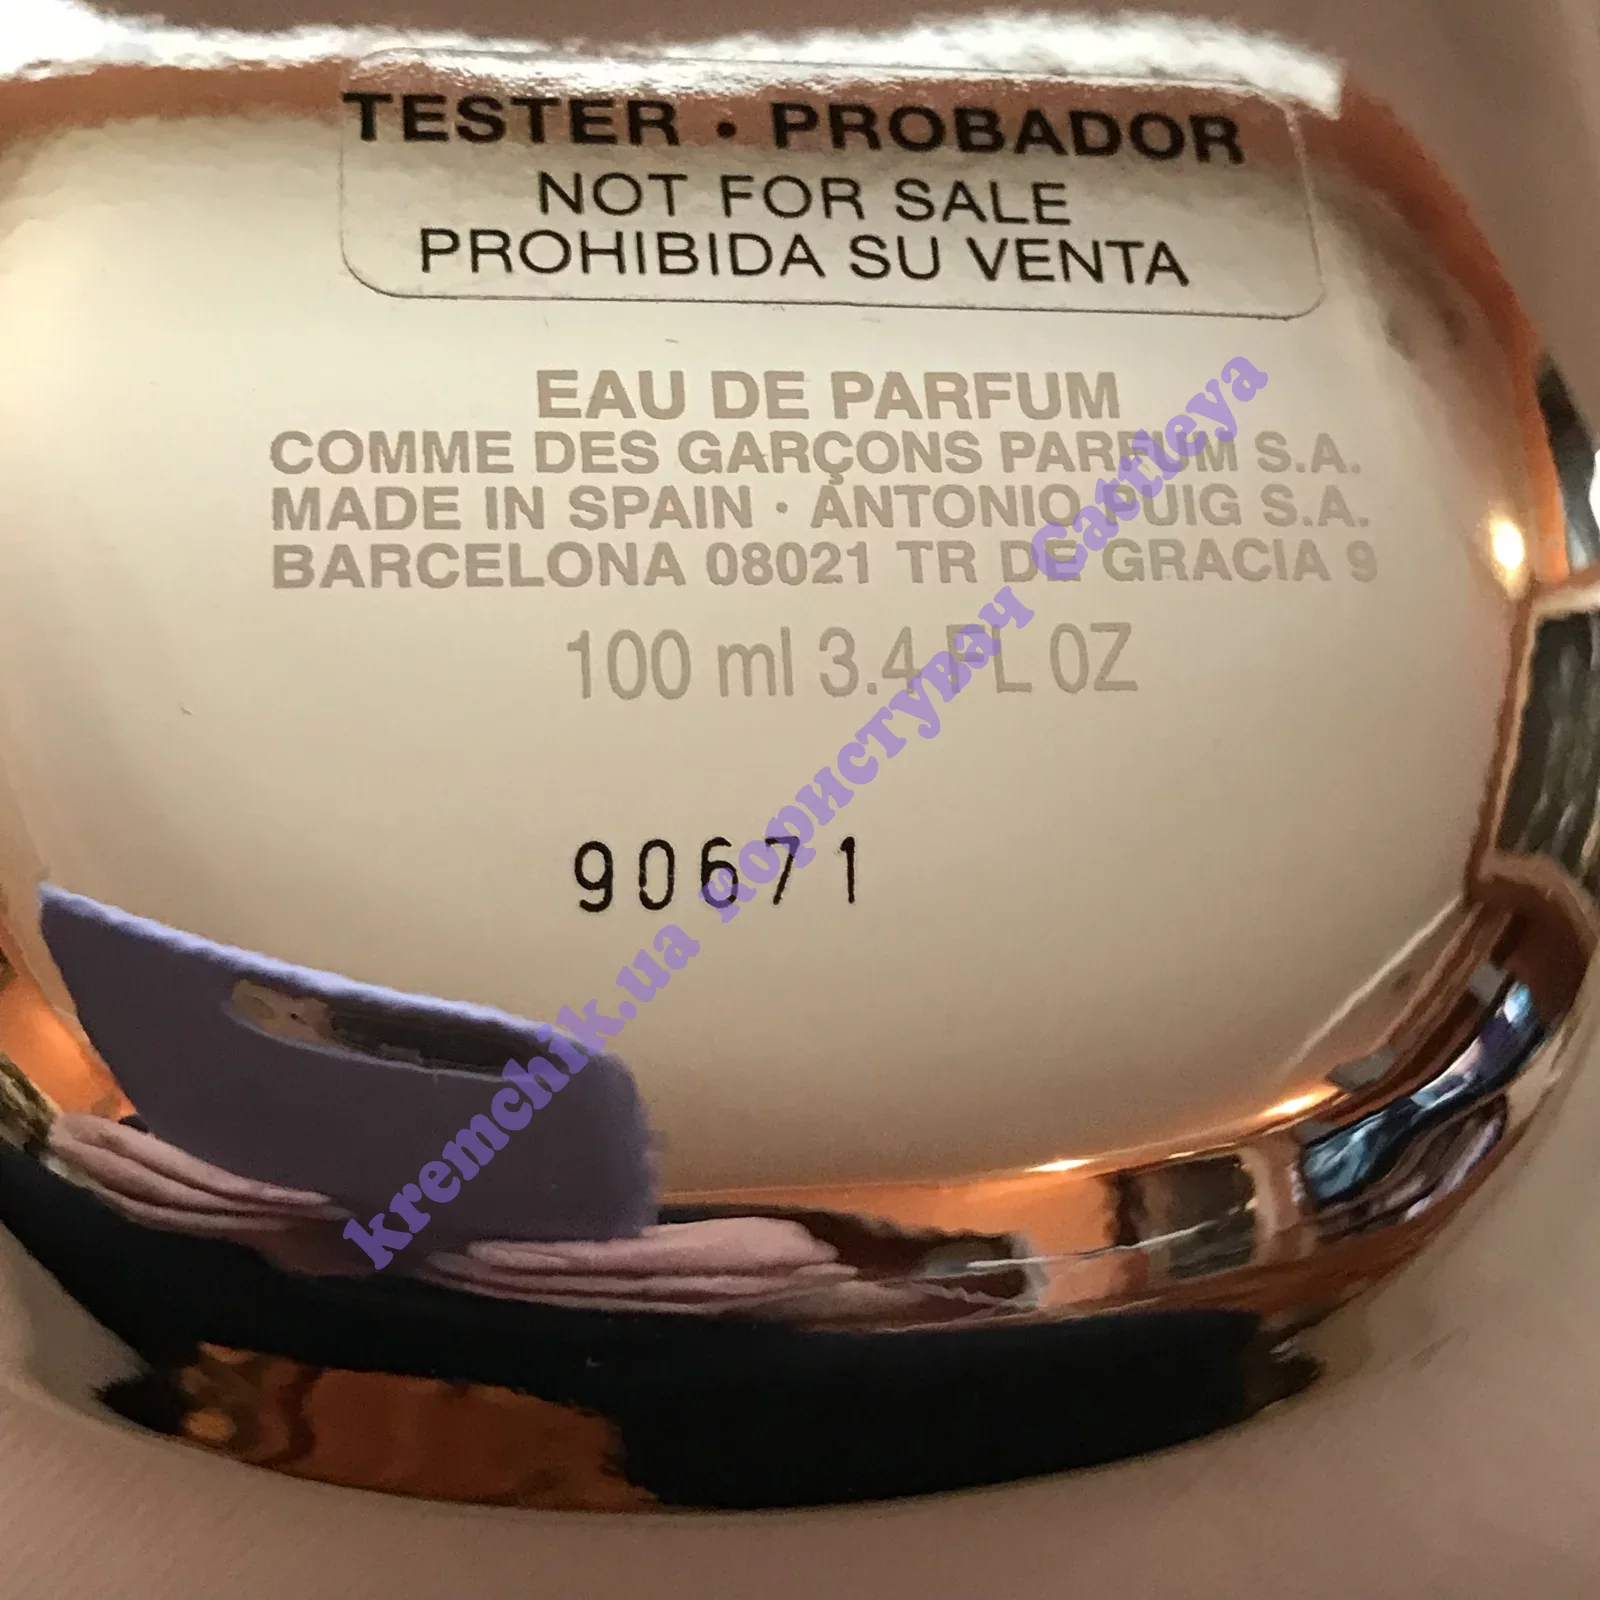 TESTER · PROBADOR
NOT FOR SALE
PROHIBIDA SU VENTA
EAU DE PARFUM
COMME DES GARÇONS PARFUM S.A.
MADE IN SPAIN · ANTONIO PUIG S.A.
BARCELONA 08021 TR DE GRACIA 9
100 ml 3.4 FL OZ
90671
kremchik.ua користувач Cattleya